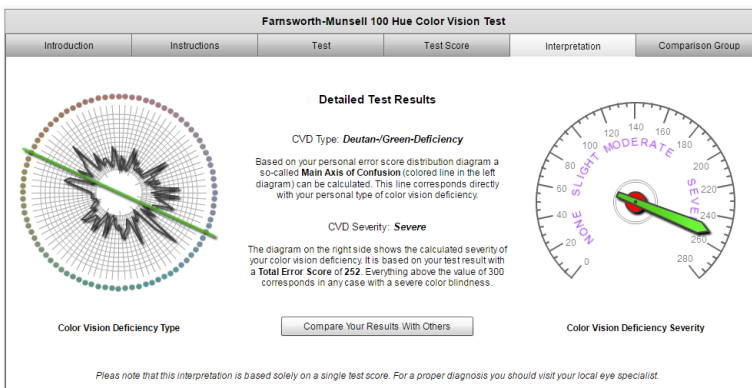 Farnsworth-Munsell 100 Hue Color Vision Test
Introduction
Instructions
Test
Test Score
Interpretation
Comparison Group
Detailed Test Results
CVD Type: Deutan-/Green-Deficiency
Based on your personal error score distribution diagram a
so-called Main Axis of Confusion (colored line in the left
diagram) can be calculated. This line corresponds directly
with your personal type of color vision deficiency.
CVD Severity: Severe
The diagram on the right side shows the calculated severity of
your color vision deficiency. It is based on your test result with
a Total Error Score of 252. Everything above the value of 300
corresponds in any case with a severe color blindness.
0
20
40
60
80
100
120
140
160
180
200
220
240
260
280
NONE
SLIGHT
MODERATE
Color Vision Deficiency Type
Compare Your Results With Others
Color Vision Deficiency Severity
Pleas note that this interpretation is based solely on a single test score. For a proper diagnosis you should visit your local eye specialist.